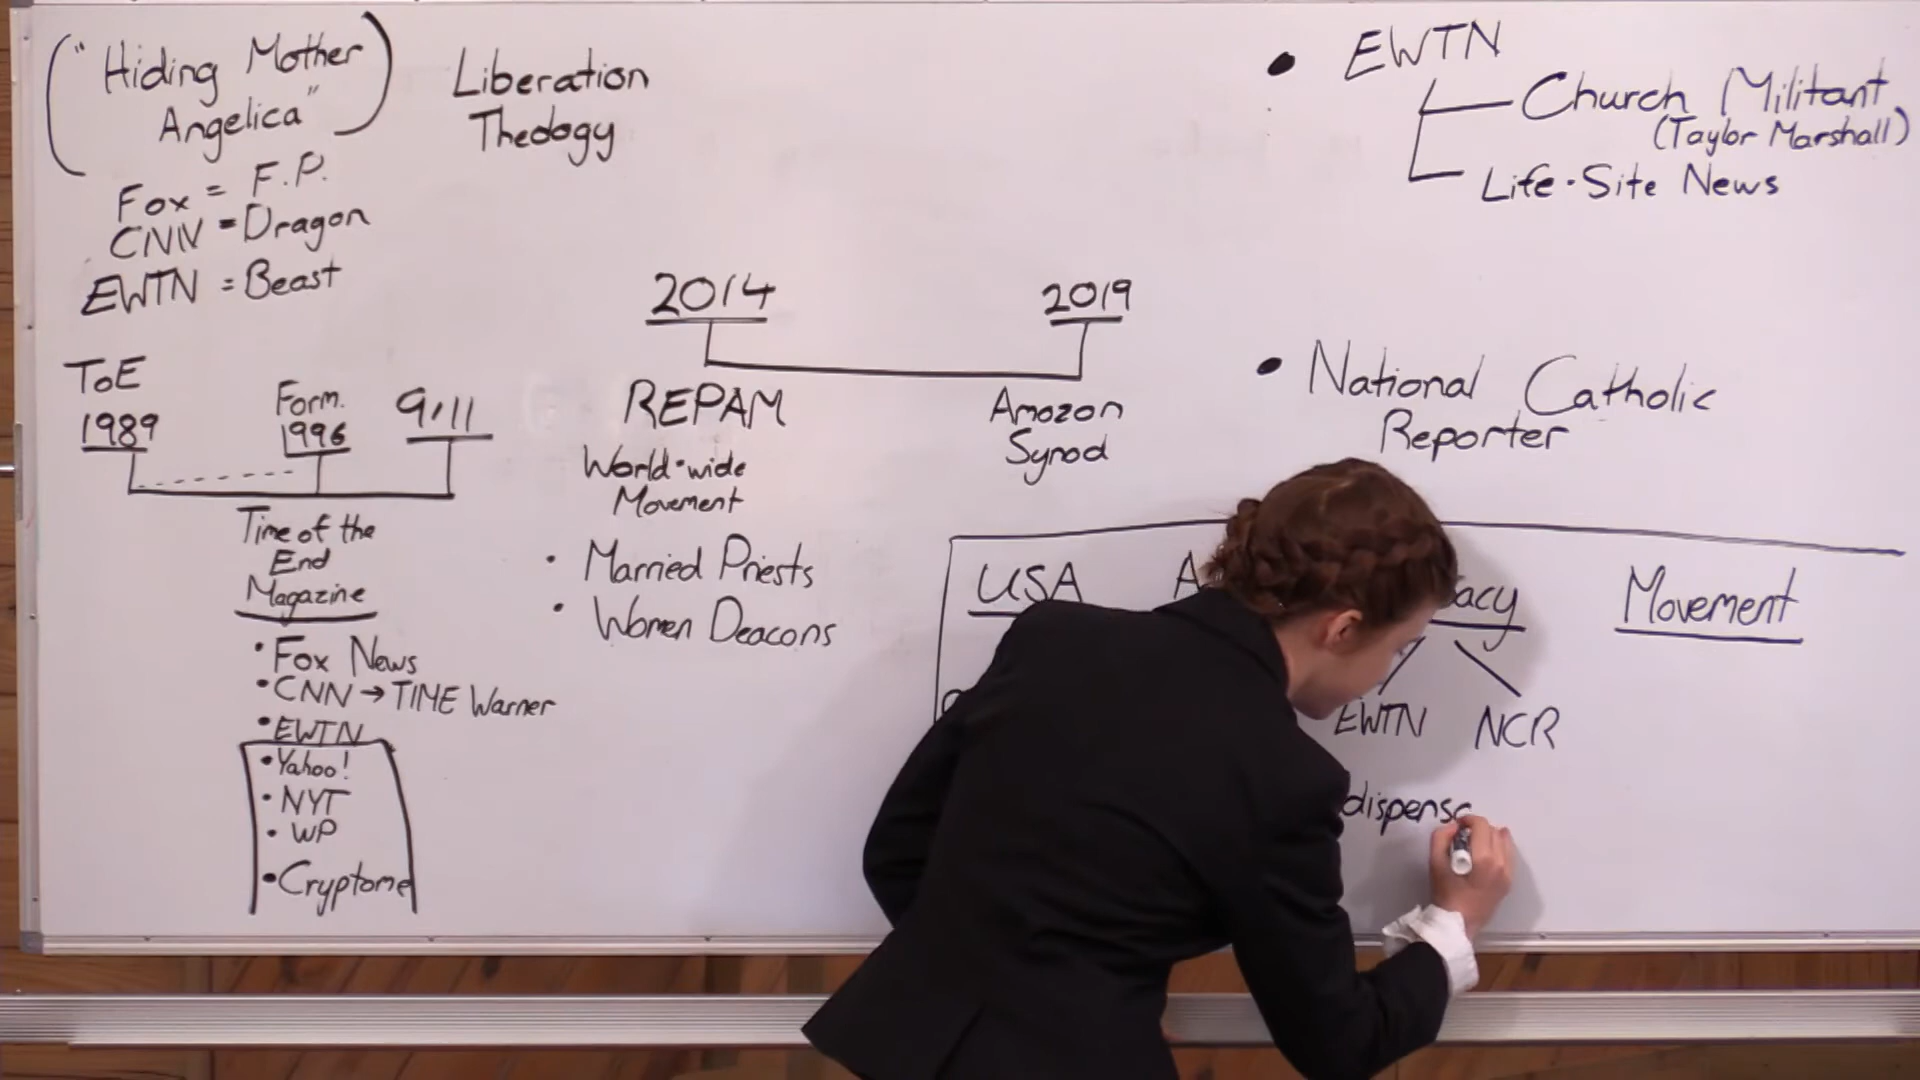 ("Hiding Mother
Angelica")
Fox = F.P.
CNN = Dragon
EWTN = Beast
Liberation
Theology
ToE
1989
Form.
1996
9/11
Time of the
End
Magazine
• Fox News
• CNN → TIME Warner
• EWTN
• Yahoo!
• NYT
• WP
• Cryptome
2014
2019
REPAM
World-wide
Movement
• Married Priests
• Women Deacons
Amazon
Synod
• EWTN
Church Militant
(Taylor Marshall)
Life·Site News
• National Catholic
Reporter
USA
Movement
EWTN NCR